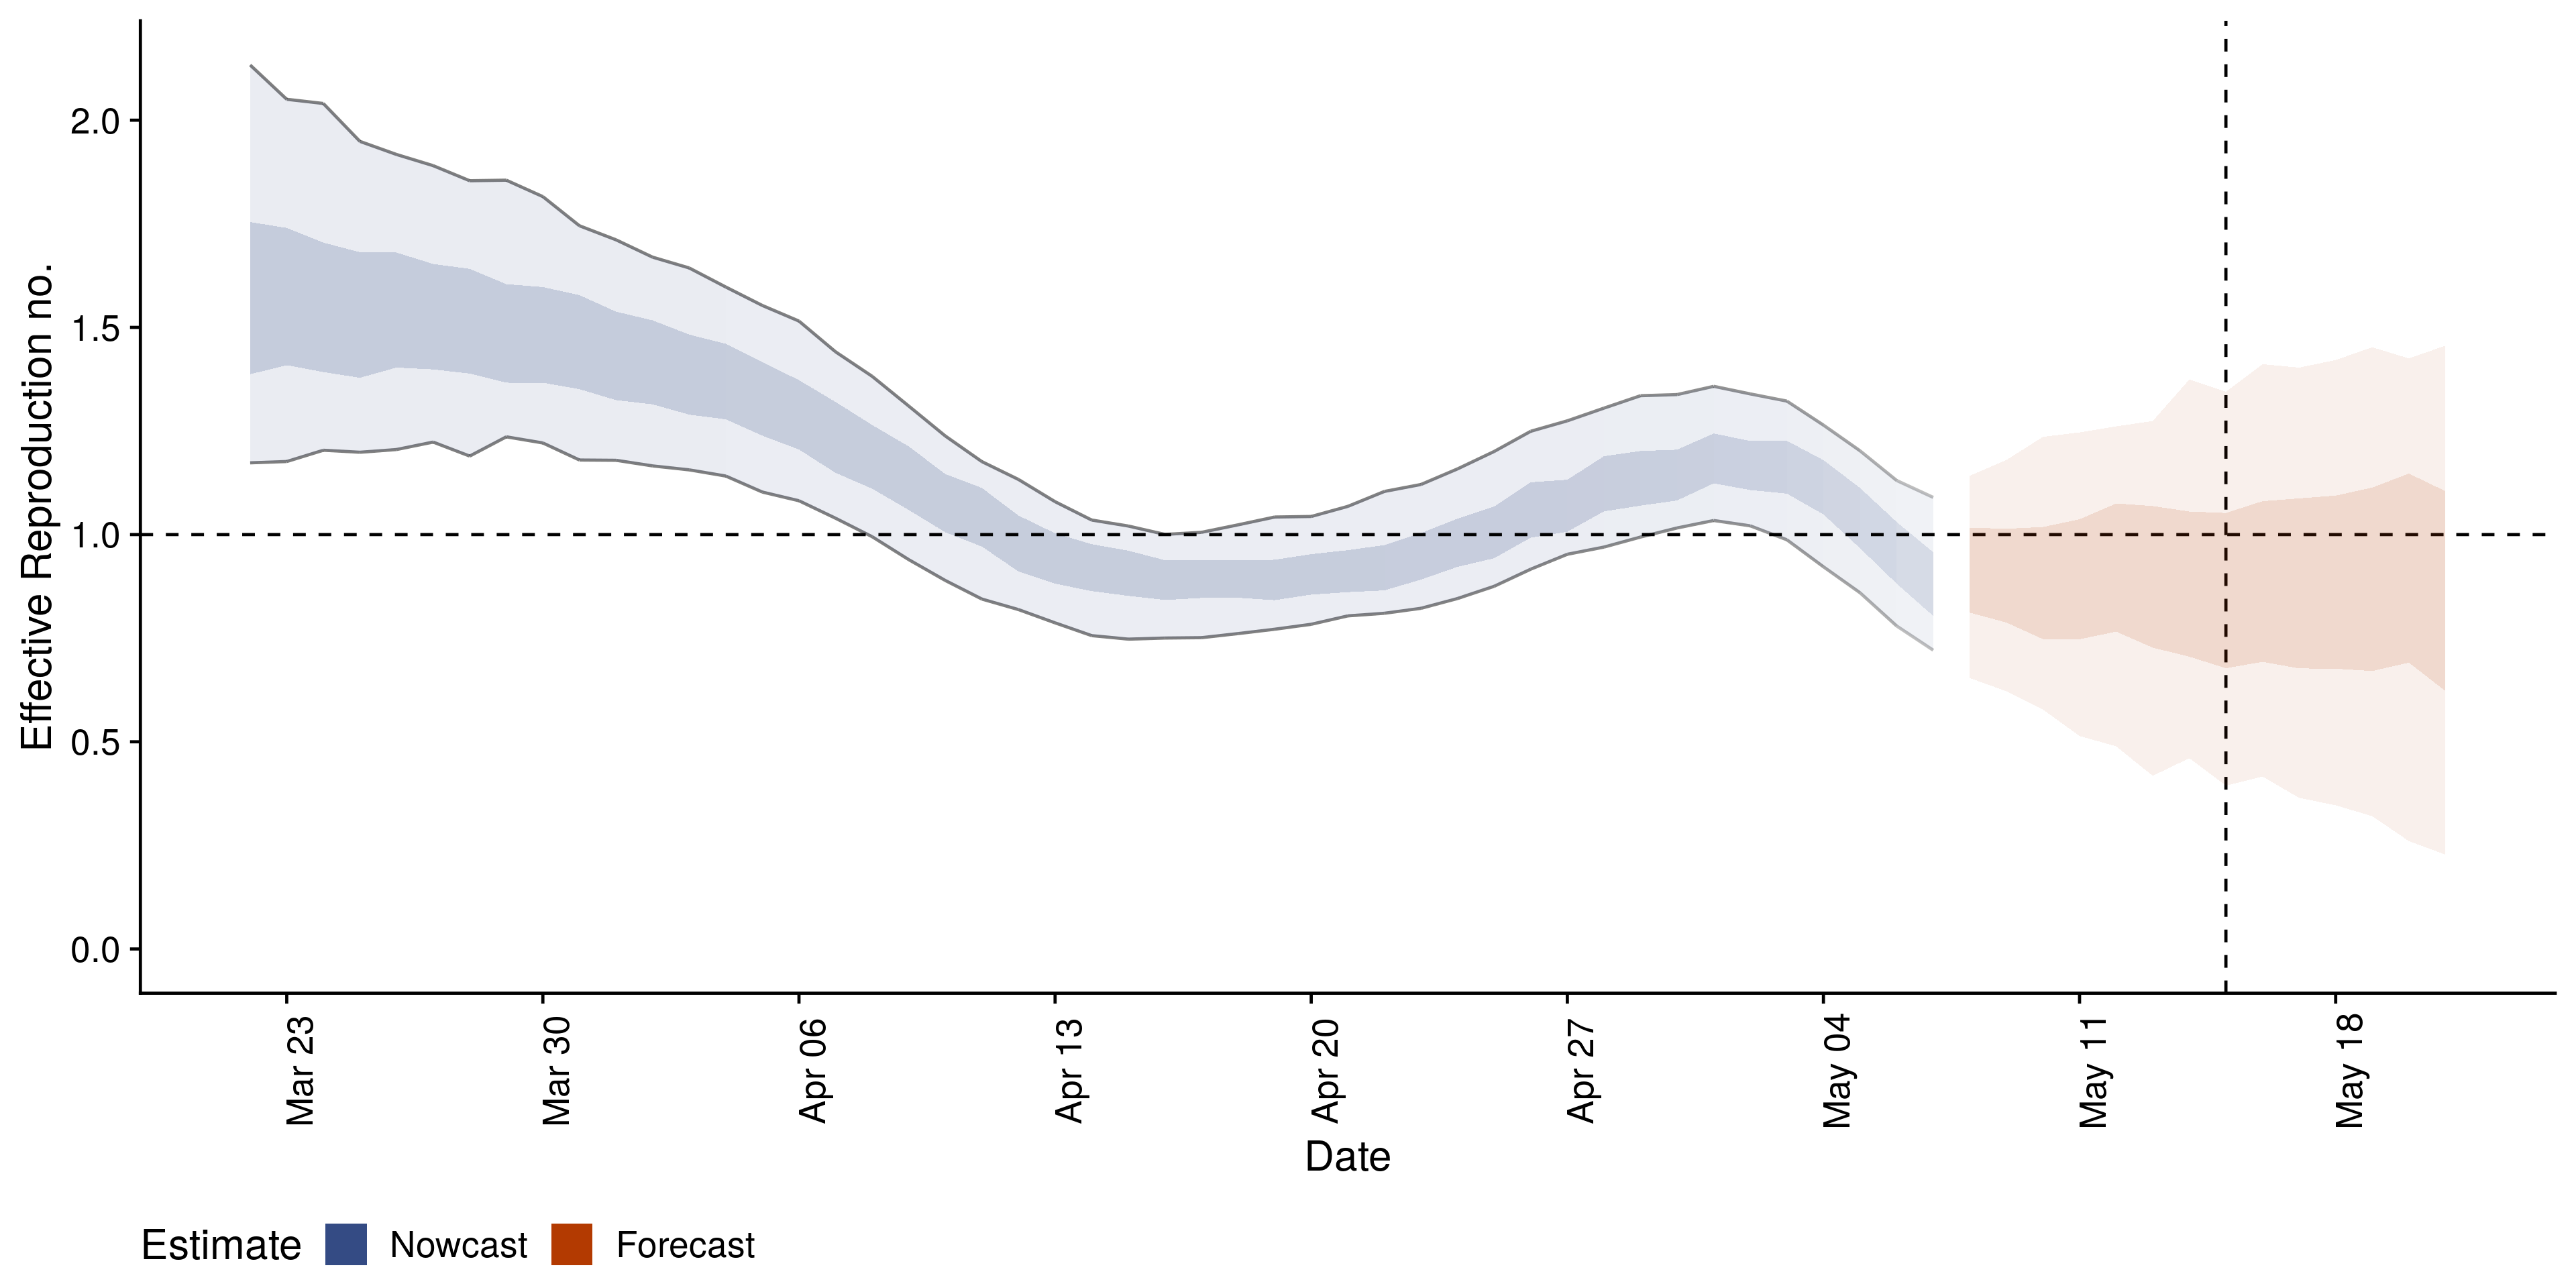 Effective Reproduction no.
2.0
1.5
1.0
0.5
0.0
Mar 23
Mar 30
Apr 06
Apr 13
Apr 20
Apr 27
May 04
May 11
May 18
Date
Estimate Nowcast Forecast